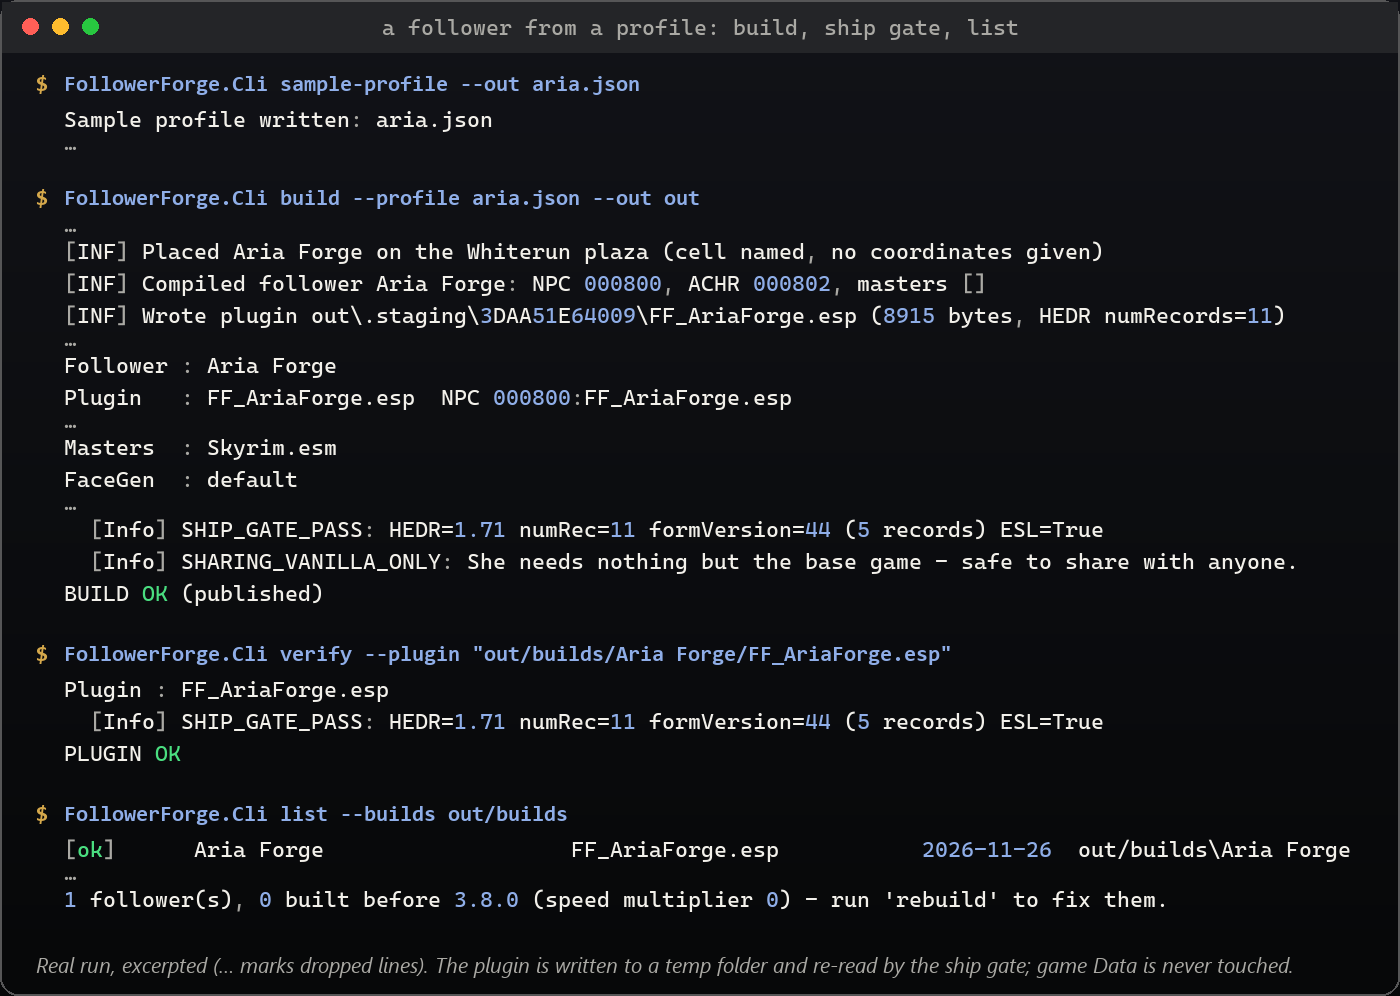 a follower from a profile: build, ship gate, list
$ FollowerForge.Cli sample-profile --out aria.json
Sample profile written: aria.json
…
$ FollowerForge.Cli build --profile aria.json --out out
…
[INF] Placed Aria Forge on the Whiterun plaza (cell named, no coordinates given)
[INF] Compiled follower Aria Forge: NPC 000800, ACHR 000802, masters []
[INF] Wrote plugin out\.staging\3DAA51E64009\FF_AriaForge.esp (8915 bytes, HEDR numRecords=11)
…
Follower : Aria Forge
Plugin   : FF_AriaForge.esp  NPC 000800:FF_AriaForge.esp
…
Masters  : Skyrim.esm
FaceGen  : default
…
  [Info] SHIP_GATE_PASS: HEDR=1.71 numRec=11 formVersion=44 (5 records) ESL=True
  [Info] SHARING_VANILLA_ONLY: She needs nothing but the base game — safe to share with anyone.
BUILD OK (published)
$ FollowerForge.Cli verify --plugin "out/builds/Aria Forge/FF_AriaForge.esp"
Plugin : FF_AriaForge.esp
  [Info] SHIP_GATE_PASS: HEDR=1.71 numRec=11 formVersion=44 (5 records) ESL=True
PLUGIN OK
$ FollowerForge.Cli list --builds out/builds
[ok]      Aria Forge                   FF_AriaForge.esp           2026-11-26  out/builds\Aria Forge
…
1 follower(s), 0 built before 3.8.0 (speed multiplier 0) — run 'rebuild' to fix them.
Real run, excerpted (… marks dropped lines). The plugin is written to a temp folder and re-read by the ship gate; game Data is never touched.